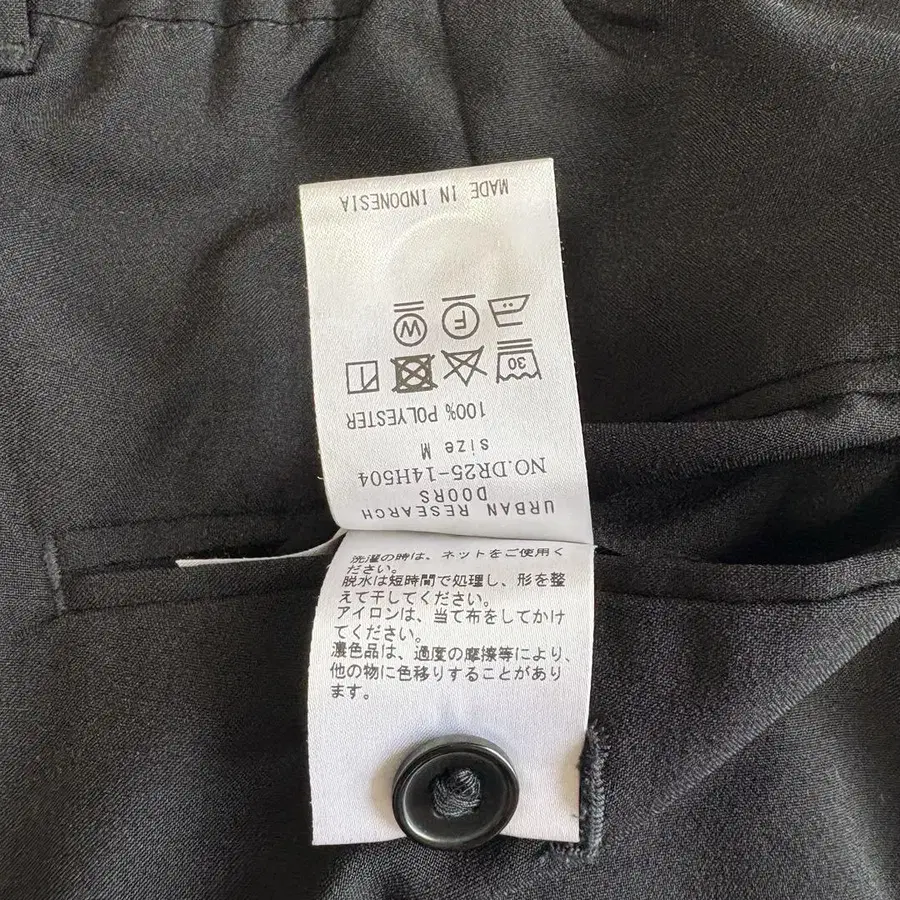 URBAN RESEARCH
DOORS
NO.DR25-14H504
size M
100% POLYESTER
30
F W
MADE IN INDONESIA
洗濯の時は、ネットをご使用く
ださい。
脱水は短時間で処理し、形を整
えて干してください。
アイロンは、当て布をしてかけ
てください。
濃色品は、過度の摩擦等により、
他の物に色移りすることがあり
ます。